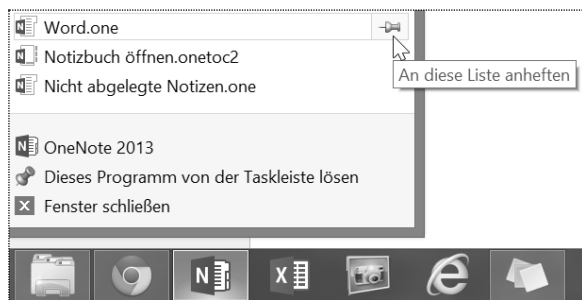 Word.one
Notizbuch öffnen.onetoc2
An diese Liste anheften
Nicht abgelegte Notizen.one
OneNote 2013
Dieses Programm von der Taskleiste lösen
Fenster schließen